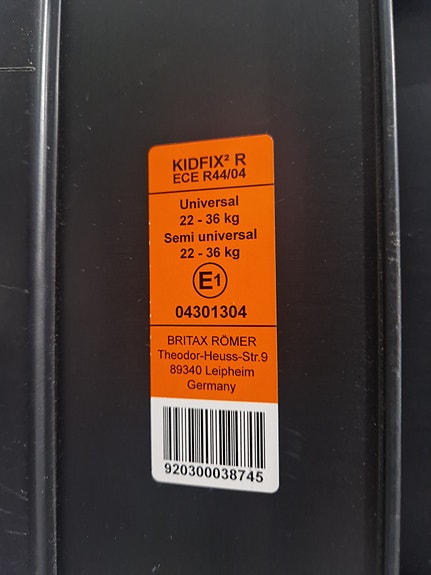 KIDFIX² R
ECE R44/04
Universal
22 - 36 kg
Semi universal
22 - 36 kg
E1
04301304
BRITAX RÖMER
Theodor-Heuss-Str.9
89340 Leipheim
Germany
920300038745